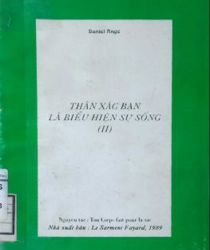 Daniel Ange
THÂN XÁC BẠN
LÀ BIỂU HIỆN SỰ SỐNG
(II)
Nguyên tác : Ton Corps fait pour la vie
Nhà xuất bản : Le Sarment Fayard, 1989